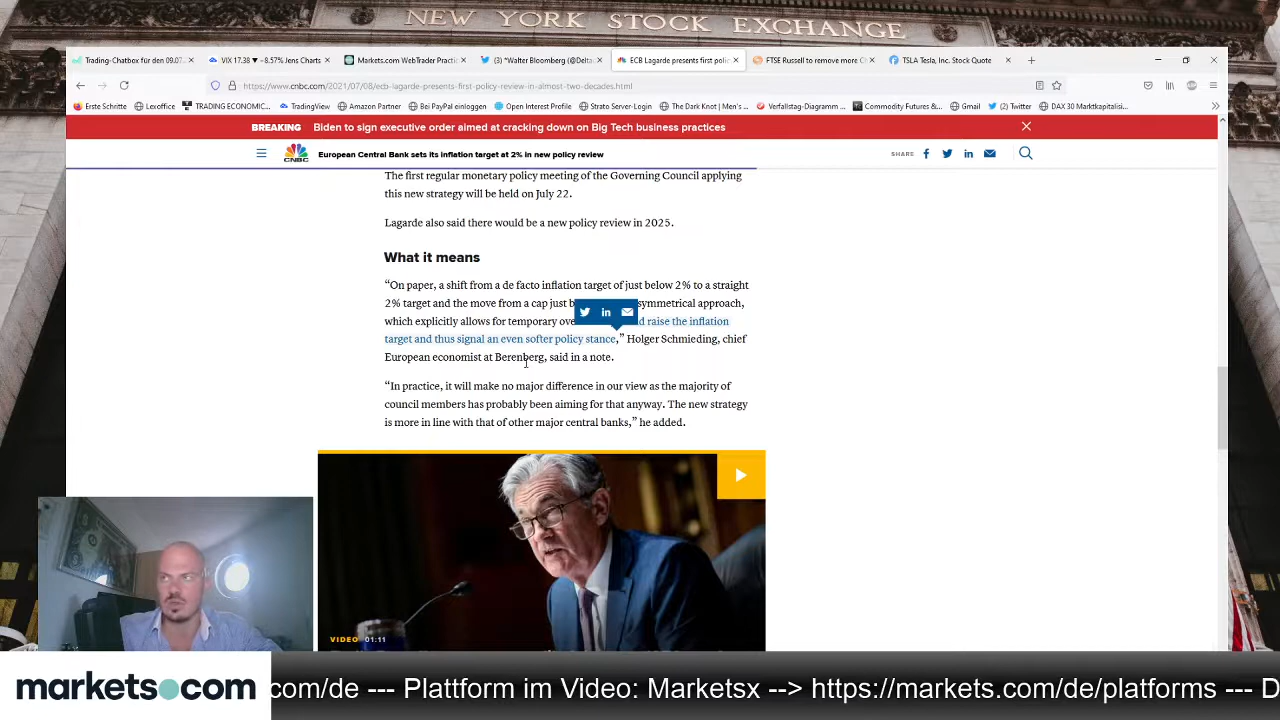 NEW YORK STOCK EXCHANGE
Trading-Chatbox für den 09.07.
VIX 17.38 ▼ −8.57% Jens Charts
Markets.com WebTrader Practic
(3) *Walter Bloomberg (@Delta
ECB Lagarde presents first poli
FTSE Russell to remove more C
TSLA Tesla, Inc. Stock Quote
https://www.cnbc.com/2021/07/08/ecb-lagarde-presents-first-policy-review-in-almost-two-decades.html
Erste Schritte
Lexoffice
TRADING ECONOMIC
TradingView
Amazon Partner
Bei PayPal einloggen
Open Interest Profile
Strato Server-Login
The Dark Knot | Men's ...
Verfallstag-Diagramm ...
Commodity Futures &...
Gmail
(2) Twitter
DAX 30 Marktkapitalisi...
BREAKING Biden to sign executive order aimed at cracking down on Big Tech business practices
CNBC
European Central Bank sets its inflation target at 2% in new policy review
SHARE
The first regular monetary policy meeting of the Governing Council applying
this new strategy will be held on July 22.
Lagarde also said there would be a new policy review in 2025.
What it means
“On paper, a shift from a de facto inflation target of just below 2% to a straight
2% target and the move from a cap just symmetrical approach,
which explicitly allows for temporary raise the inflation
target and thus signal an even softer policy stance,” Holger Schmieding, chief
European economist at Berenberg, said in a note.
“In practice, it will make no major difference in our view as the majority of
council members has probably been aiming for that anyway. The new strategy
is more in line with that of other major central banks,” he added.
VIDEO 01:11
markets.com
com/de --- Plattform im Video: Marketsx --> https://markets.com/de/platforms --- D